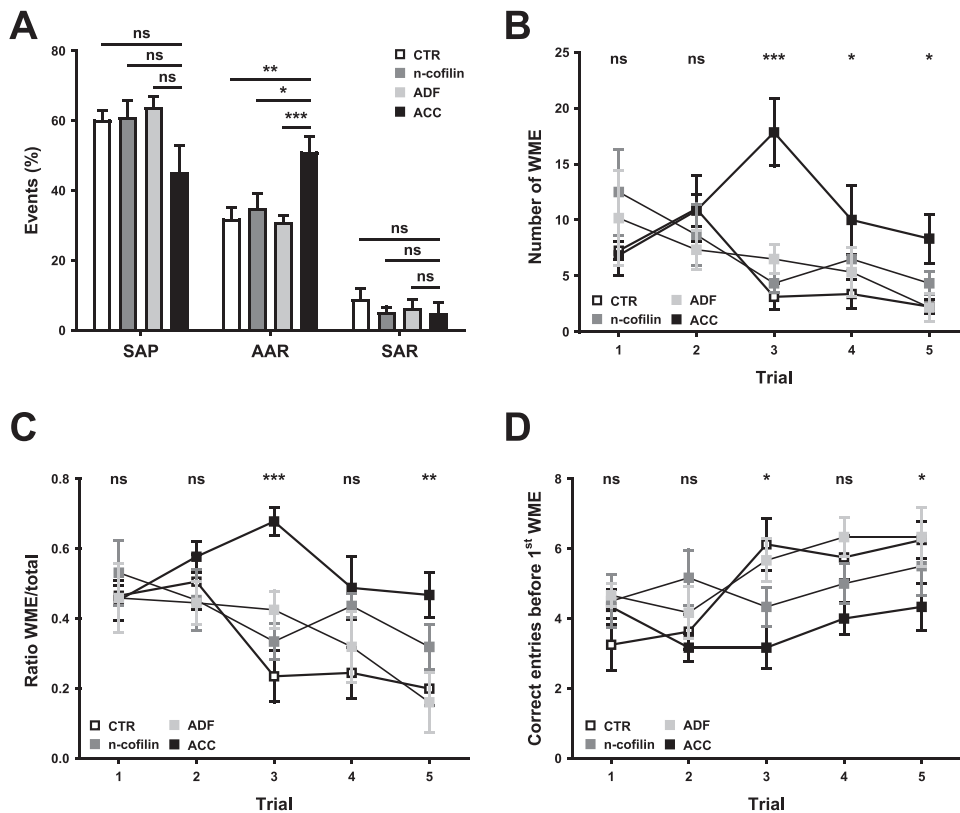 A
80
60
40
20
0
Events (%)
ns
ns
ns
**
*
***
ns
ns
ns
CTR
n-cofilin
ADF
ACC
SAP AAR SAR
B
25
20
15
10
5
0
Number of WME
ns ns *** * *
CTR ADF
n-cofilin ACC
1 2 3 4 5
Trial
C
0.8
0.6
0.4
0.2
0.0
Ratio WME/total
ns ns *** ns **
CTR ADF
n-cofilin ACC
1 2 3 4 5
Trial
D
8
6
4
2
0
Correct entries before 1st WME
ns ns * ns *
CTR ADF
n-cofilin ACC
1 2 3 4 5
Trial